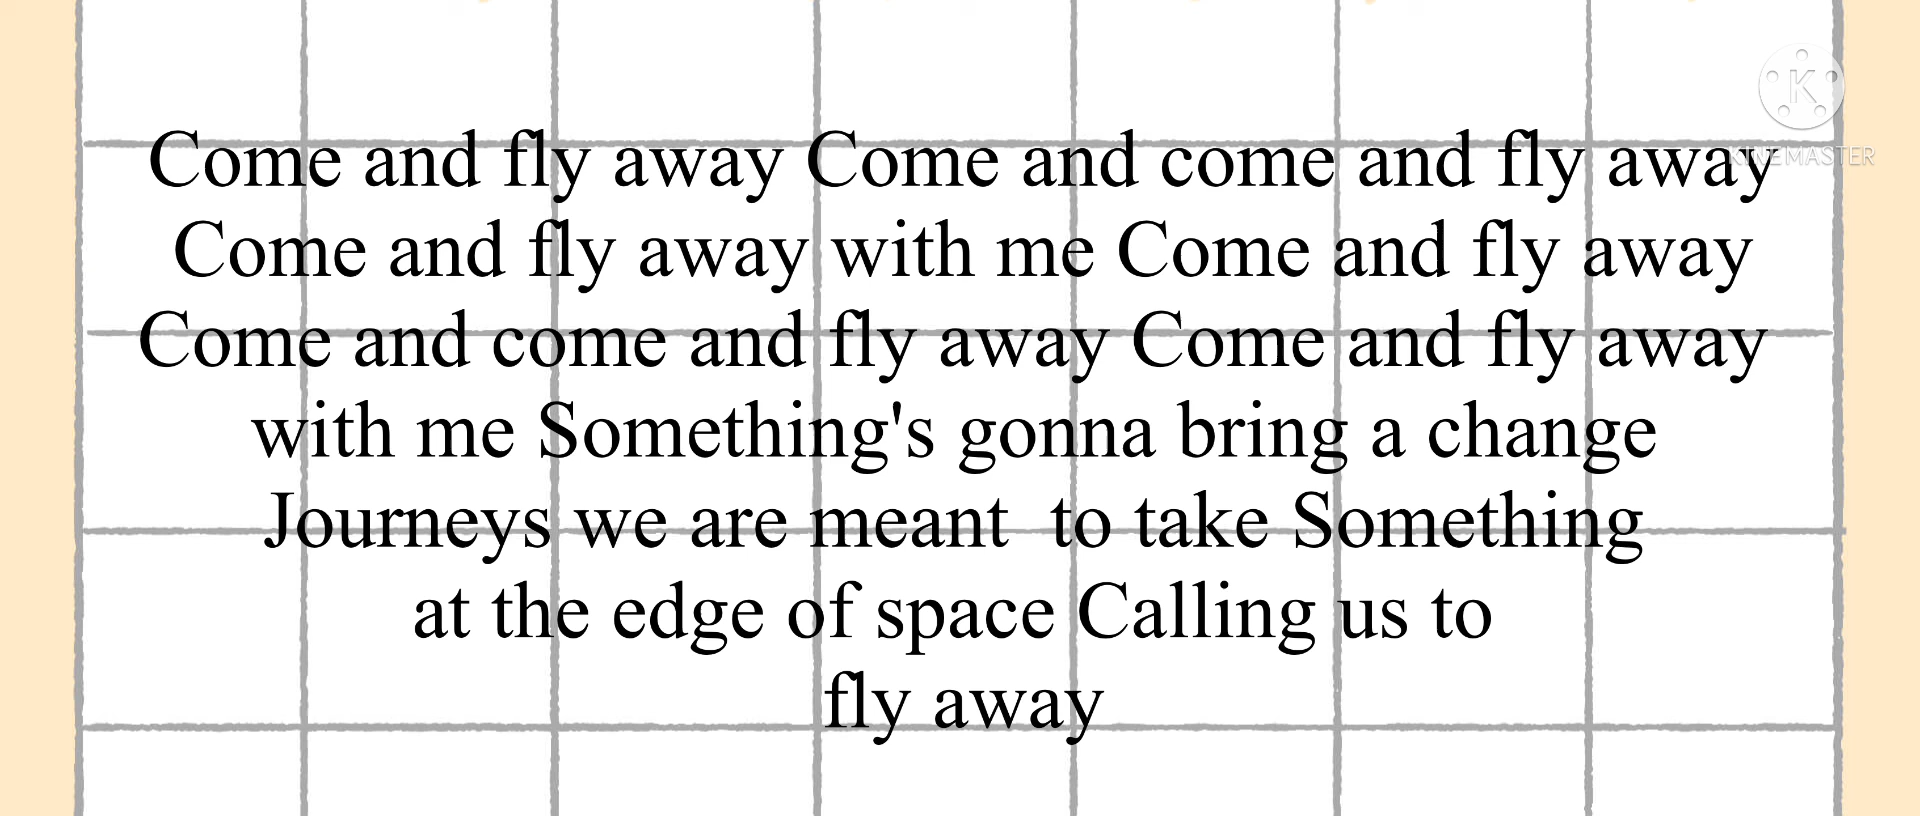 Come and fly away Come and come and fly away
Come and fly away with me Come and fly away
Come and come and fly away Come and fly away
with me Something's gonna bring a change
Journeys we are meant  to take Something
at the edge of space Calling us to
fly away
K
KINEMASTER